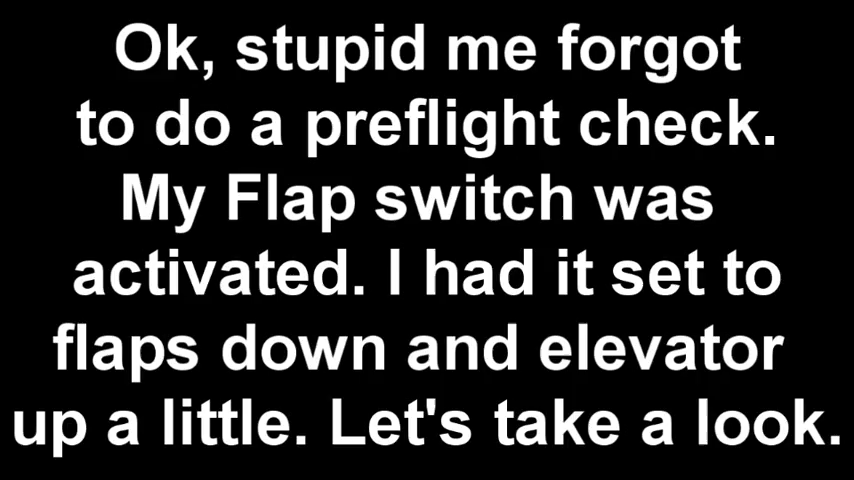 Ok, stupid me forgot
to do a preflight check.
My Flap switch was
activated. I had it set to
flaps down and elevator
up a little. Let's take a look.